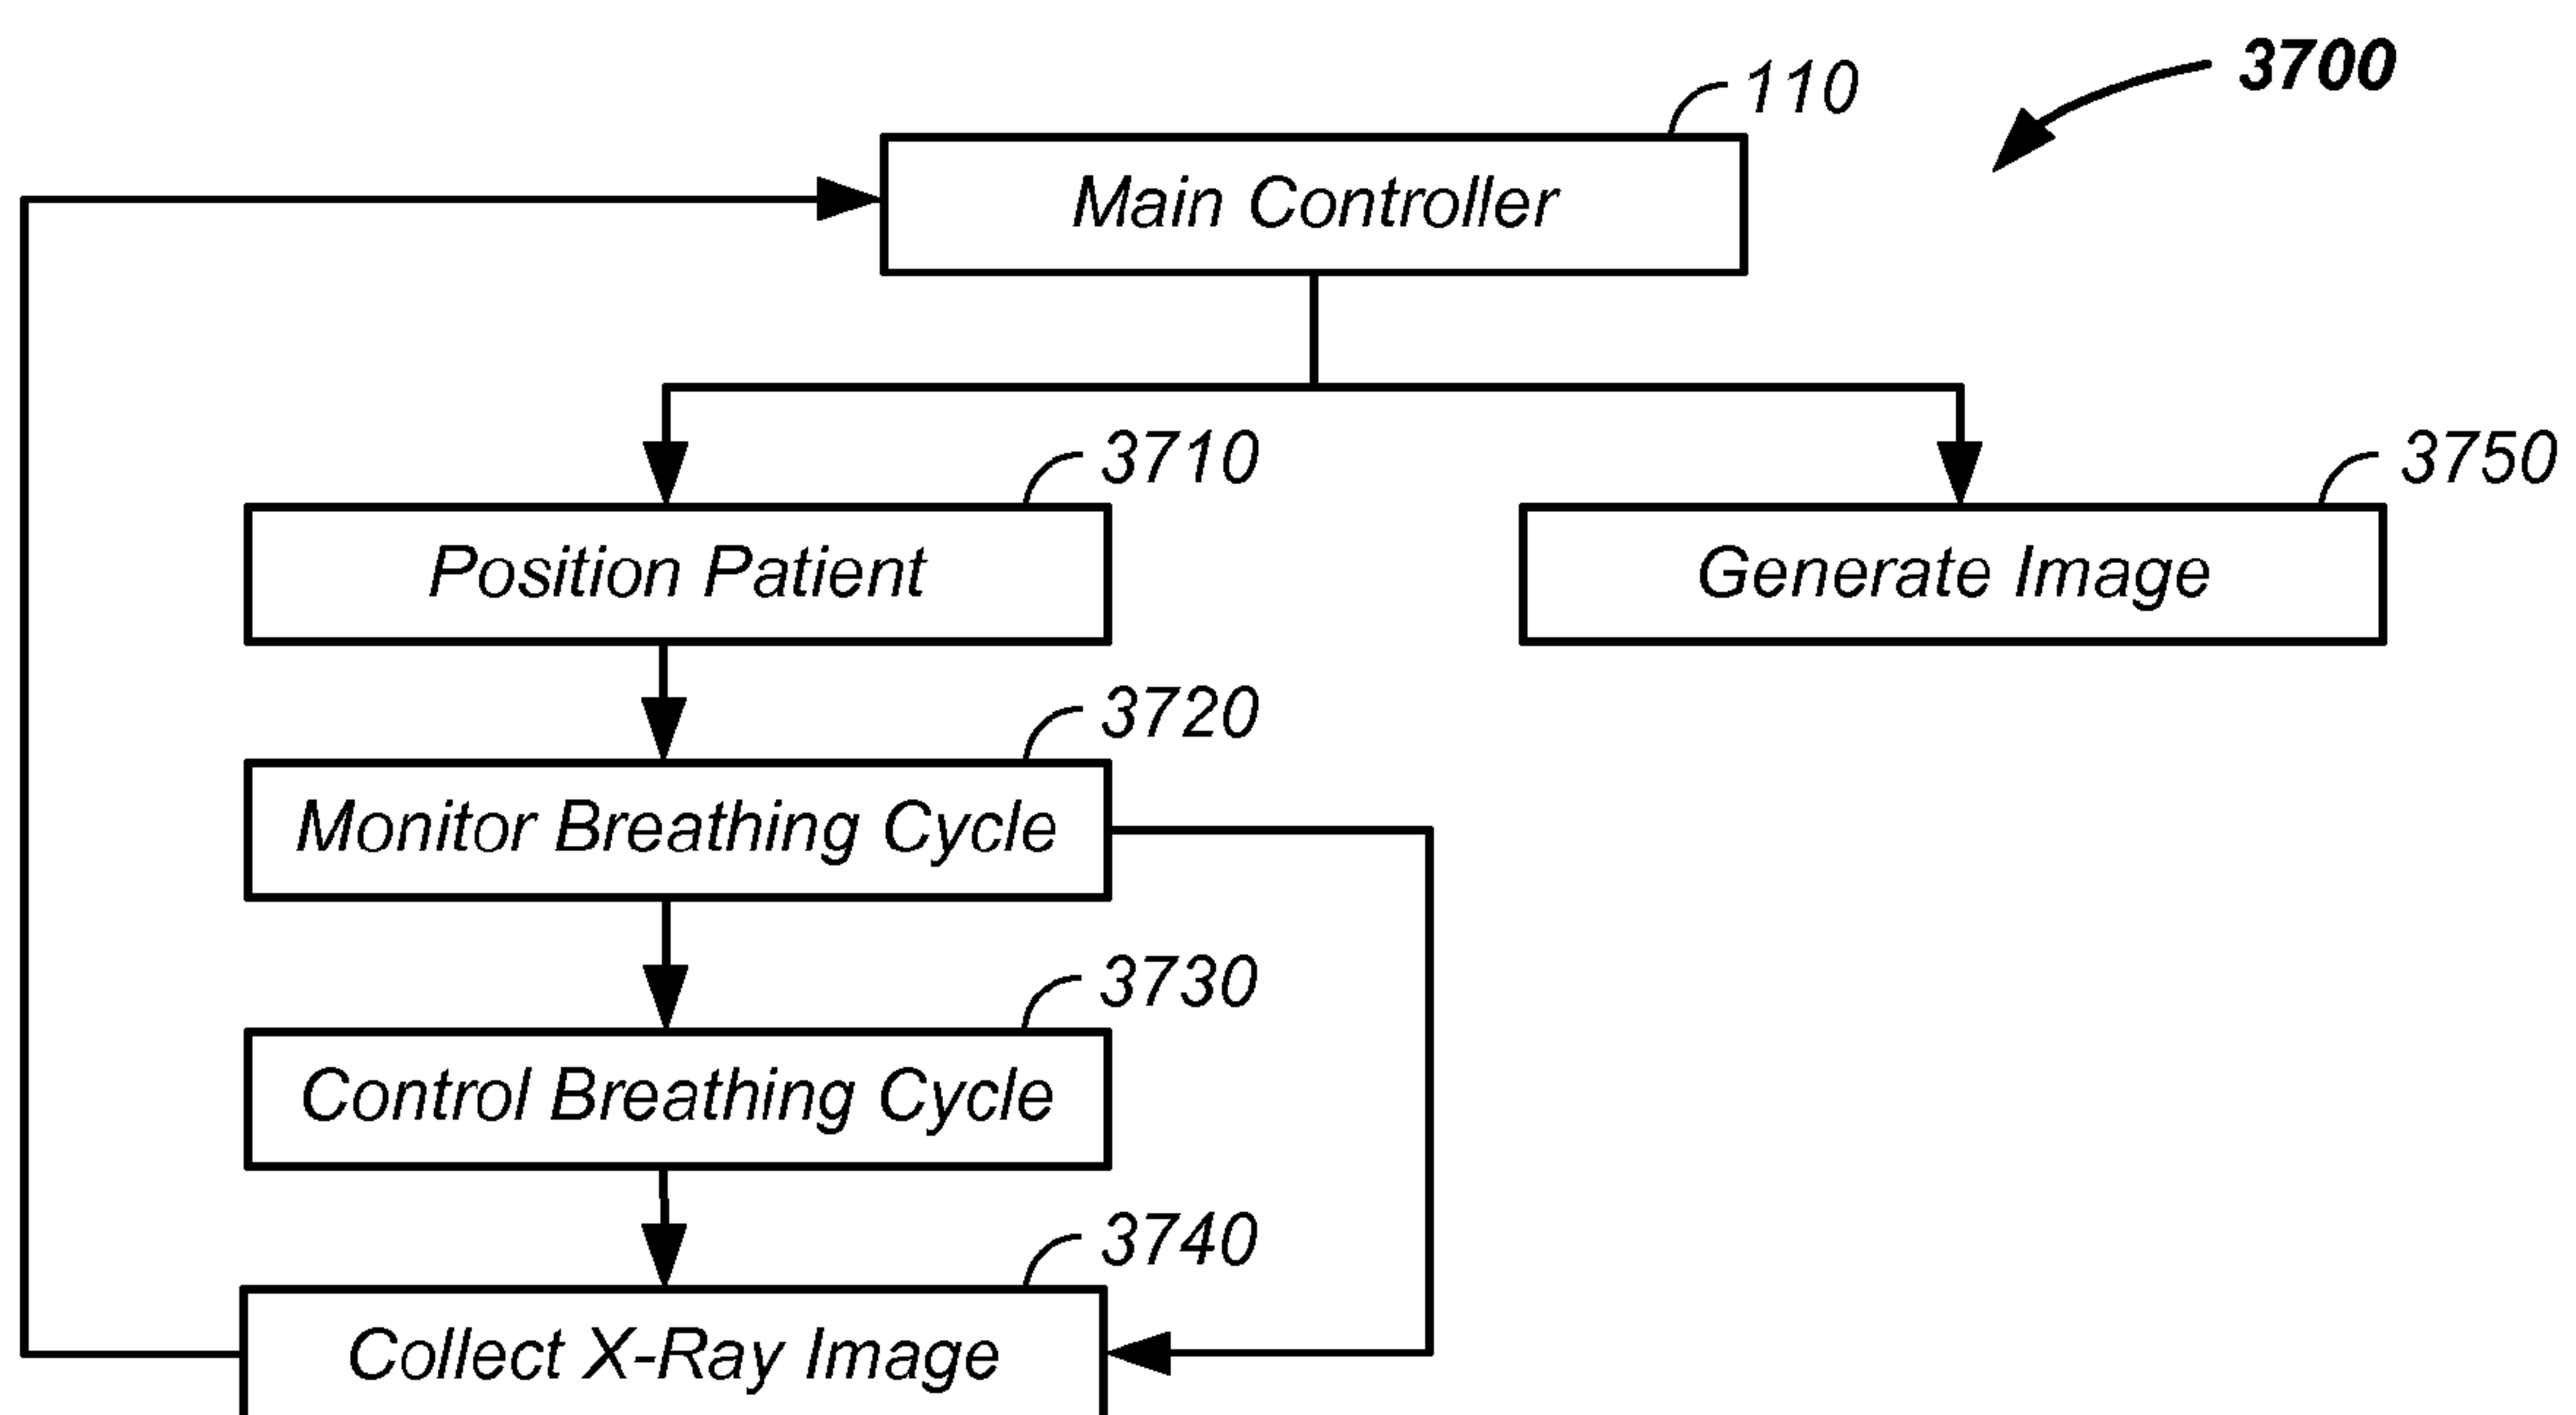 3700
110
Main Controller
3710
Position Patient
3750
Generate Image
3720
Monitor Breathing Cycle
3730
Control Breathing Cycle
3740
Collect X-Ray Image